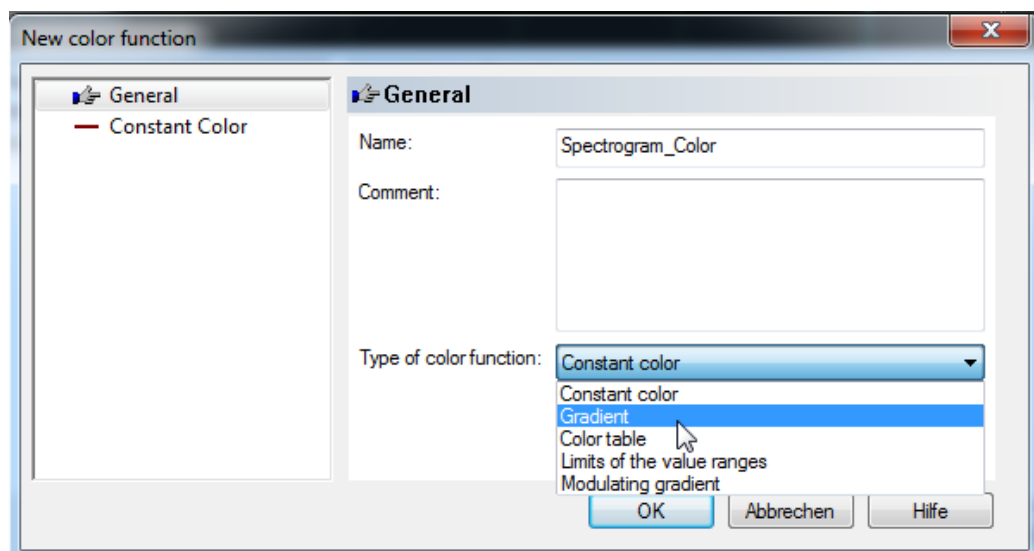 New color function
General
Constant Color
General
Name:
Spectrogram_Color
Comment:
Type of color function:
Constant color
Constant color
Gradient
Color table
Limits of the value ranges
Modulating gradient
OK
Abbrechen
Hilfe